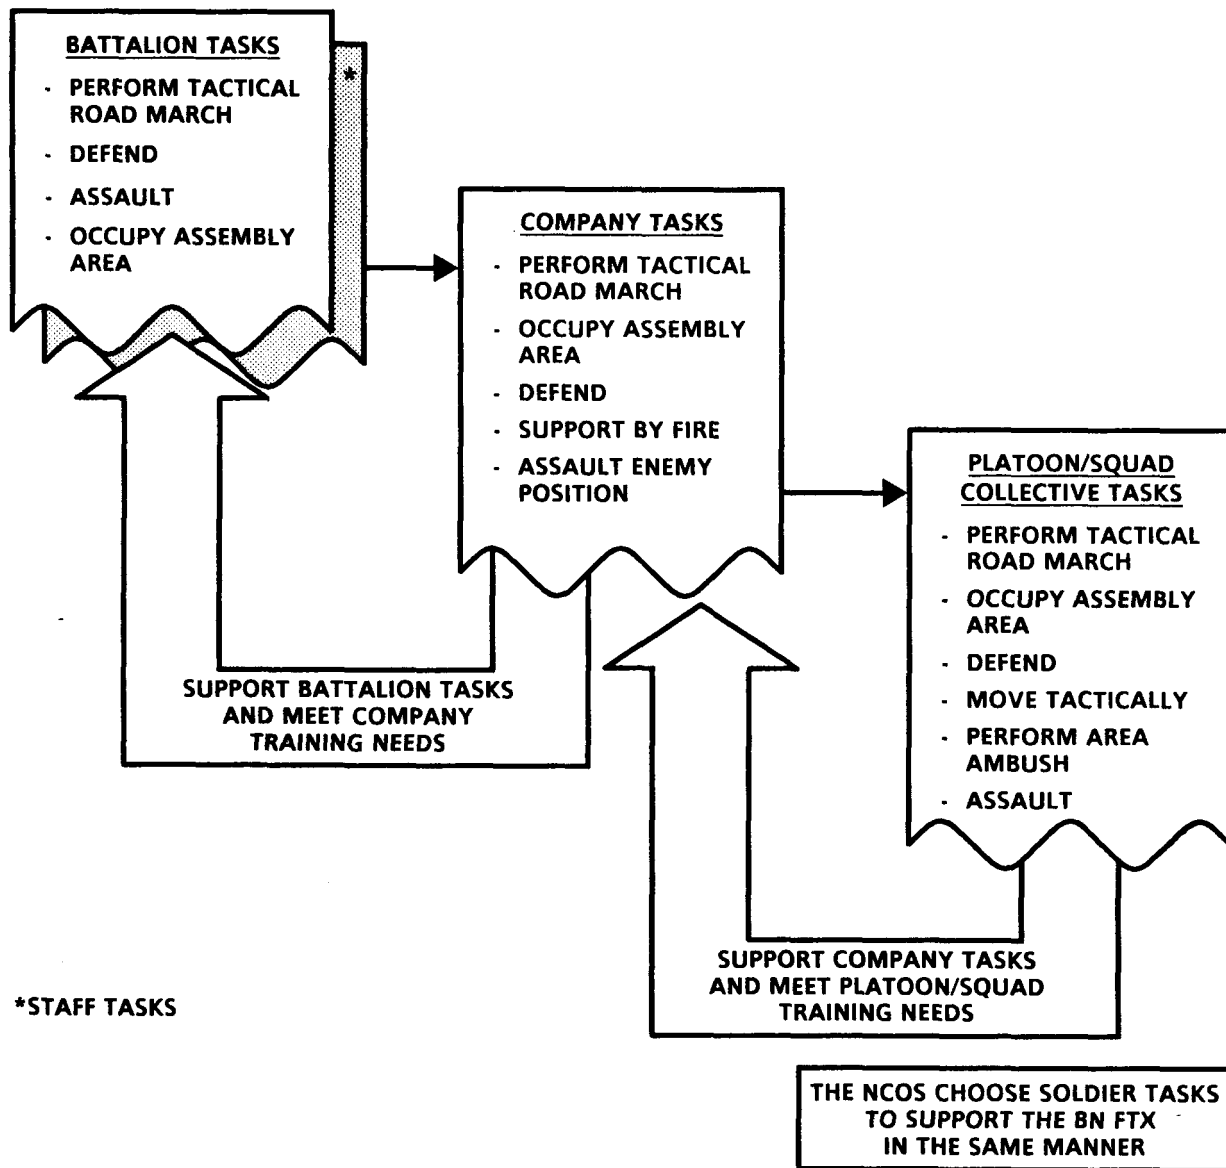 BATTALION TASKS
- PERFORM TACTICAL
ROAD MARCH
- DEFEND
- ASSAULT
- OCCUPY ASSEMBLY
AREA
*
COMPANY TASKS
- PERFORM TACTICAL
ROAD MARCH
- OCCUPY ASSEMBLY
AREA
- DEFEND
- SUPPORT BY FIRE
- ASSAULT ENEMY
POSITION
PLATOON/SQUAD
COLLECTIVE TASKS
- PERFORM TACTICAL
ROAD MARCH
- OCCUPY ASSEMBLY
AREA
- DEFEND
- MOVE TACTICALLY
- PERFORM AREA
AMBUSH
- ASSAULT
SUPPORT BATTALION TASKS
AND MEET COMPANY
TRAINING NEEDS
SUPPORT COMPANY TASKS
AND MEET PLATOON/SQUAD
TRAINING NEEDS
*STAFF TASKS
THE NCOS CHOOSE SOLDIER TASKS
TO SUPPORT THE BN FTX
IN THE SAME MANNER